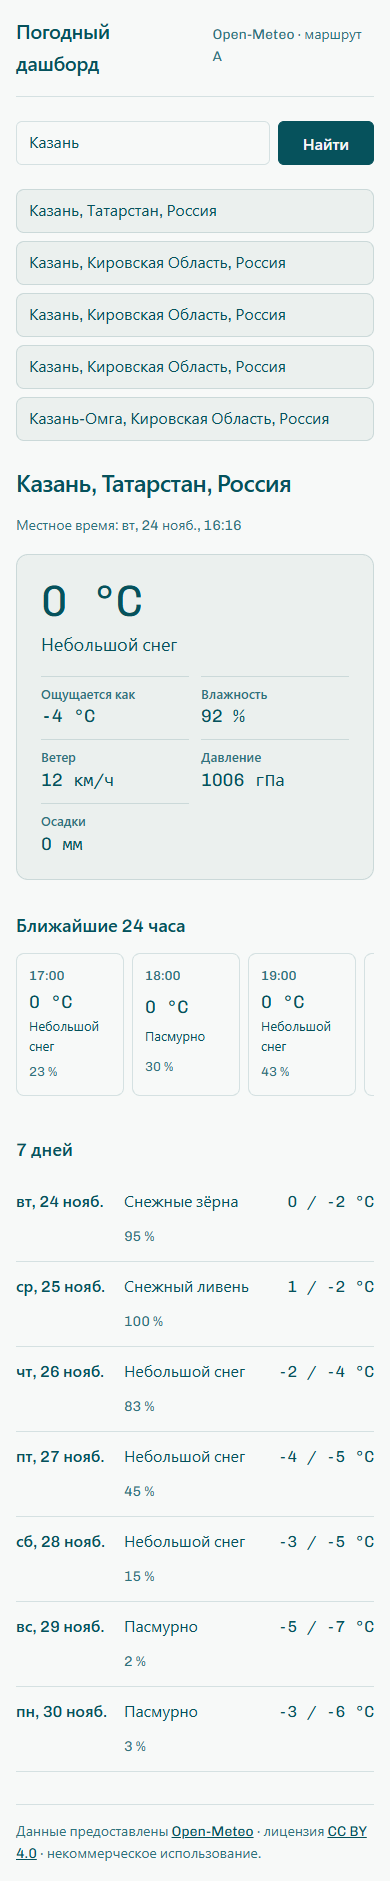 Погодный
дашборд
Open-Meteo · маршрут
A
Казань
Найти
Казань, Татарстан, Россия
Казань, Кировская Область, Россия
Казань, Кировская Область, Россия
Казань, Кировская Область, Россия
Казань-Омга, Кировская Область, Россия
Казань, Татарстан, Россия
Местное время: вт, 24 нояб., 16:16
0 °C
Небольшой снег
Ощущается как
-4 °C
Влажность
92 %
Ветер
12 км/ч
Давление
1006 гПа
Осадки
0 мм
Ближайшие 24 часа
17:00
0 °C
Небольшой
снег
23 %
18:00
0 °C
Пасмурно
30 %
19:00
0 °C
Небольшой
снег
43 %
7 дней
вт, 24 нояб. Снежные зёрна 0 / -2 °C
95 %
ср, 25 нояб. Снежный ливень 1 / -2 °C
100 %
чт, 26 нояб. Небольшой снег -2 / -4 °C
83 %
пт, 27 нояб. Небольшой снег -4 / -5 °C
45 %
сб, 28 нояб. Небольшой снег -3 / -5 °C
15 %
вс, 29 нояб. Пасмурно -5 / -7 °C
2 %
пн, 30 нояб. Пасмурно -3 / -6 °C
3 %
Данные предоставлены Open-Meteo · лицензия CC BY
4.0 · некоммерческое использование.